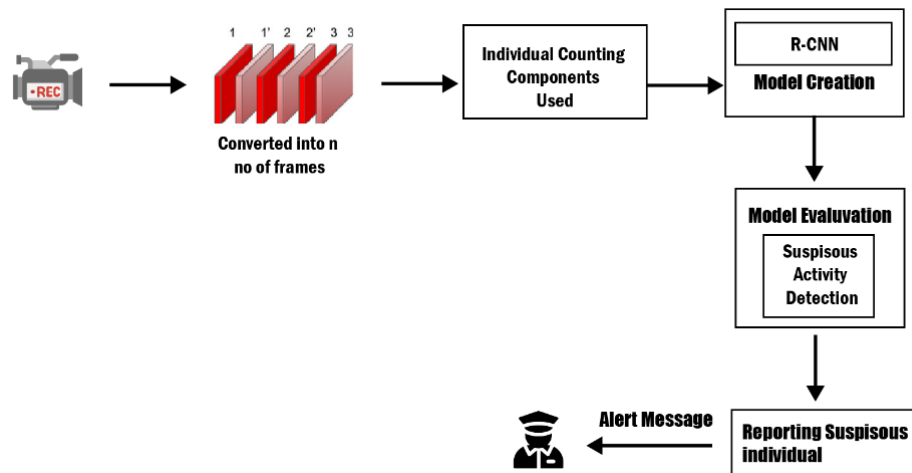 1 1' 2 2' 3 3
•REC
Converted into n
no of frames
Individual Counting
Components
Used
R-CNN
Model Creation
Model Evaluvation
Suspisous
Activity
Detection
Alert Message
Reporting Suspisous
individual